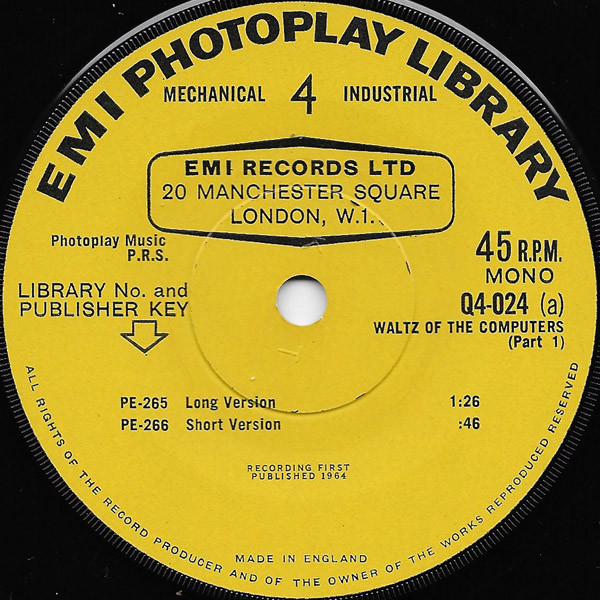 EMI PHOTOPLAY LIBRARY
MECHANICAL 4 INDUSTRIAL
EMI RECORDS LTD
20 MANCHESTER SQUARE
LONDON, W.1..
Photoplay Music
P.R.S.
45 R.P.M.
MONO
LIBRARY No. and
PUBLISHER KEY
Q4-024 (a)
WALTZ OF THE COMPUTERS
(Part 1)
PE-265 Long Version 1:26
PE-266 Short Version :46
RECORDING FIRST
PUBLISHED 1964
MADE IN ENGLAND
ALL RIGHTS OF THE RECORD PRODUCER AND OF THE OWNER OF THE WORKS REPRODUCED RESERVED